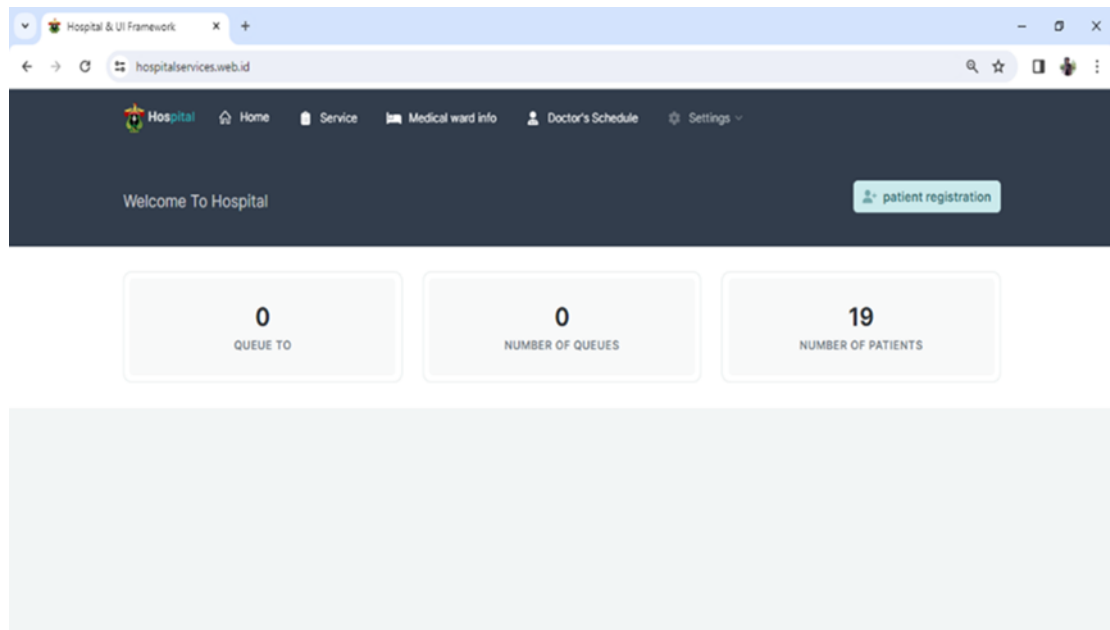 Hospital & UI Framework
hospitalservices.web.id
Hospital Home Service Medical ward info Doctor's Schedule Settings
Welcome To Hospital
patient registration
0
QUEUE TO
0
NUMBER OF QUEUES
19
NUMBER OF PATIENTS